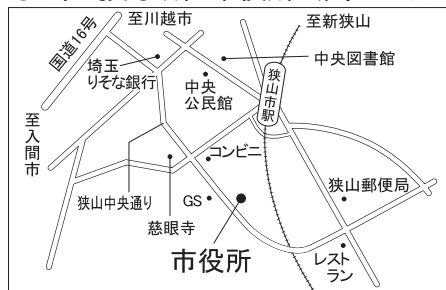 至川越市
至新狭山
国道16号
埼玉
りそな銀行
中央図書館
中央
公民館
狭山市駅
至入間市
コンビニ
狭山中央通り
GS
狭山郵便局
慈眼寺
市役所
レスト
ラン